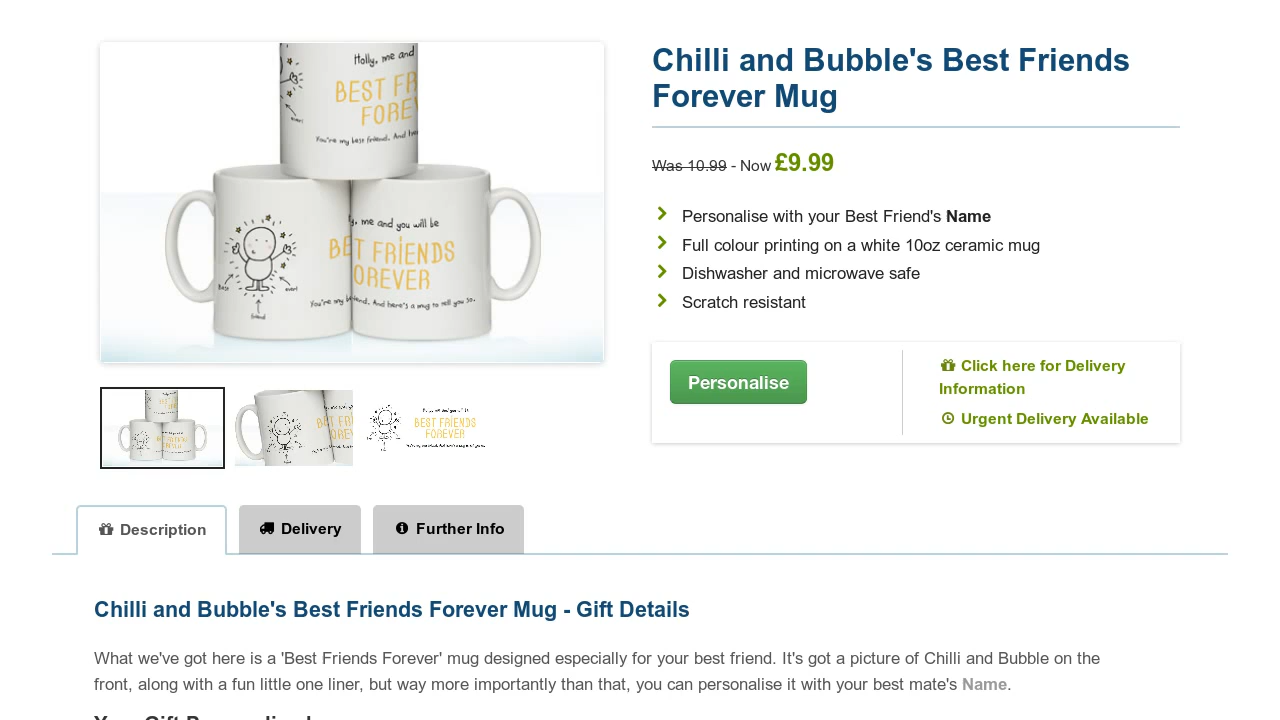 Holly, me and
BEST FR
FORE
You're my best friend. And
ever!
me and you will be
BEST FRIENDS
FOREVER
You're my
end. And here's a mug to tell you so.
Best
ever!
friend
BEST FRIENDS
FOREVER
Chilli and Bubble's Best Friends
Forever Mug
Was 10.99 - Now £9.99
Personalise with your Best Friend's Name
Full colour printing on a white 10oz ceramic mug
Dishwasher and microwave safe
Scratch resistant
Personalise
Click here for Delivery
Information
Urgent Delivery Available
Description
Delivery
Further Info
Chilli and Bubble's Best Friends Forever Mug - Gift Details
What we've got here is a 'Best Friends Forever' mug designed especially for your best friend. It's got a picture of Chilli and Bubble on the
front, along with a fun little one liner, but way more importantly than that, you can personalise it with your best mate's Name.